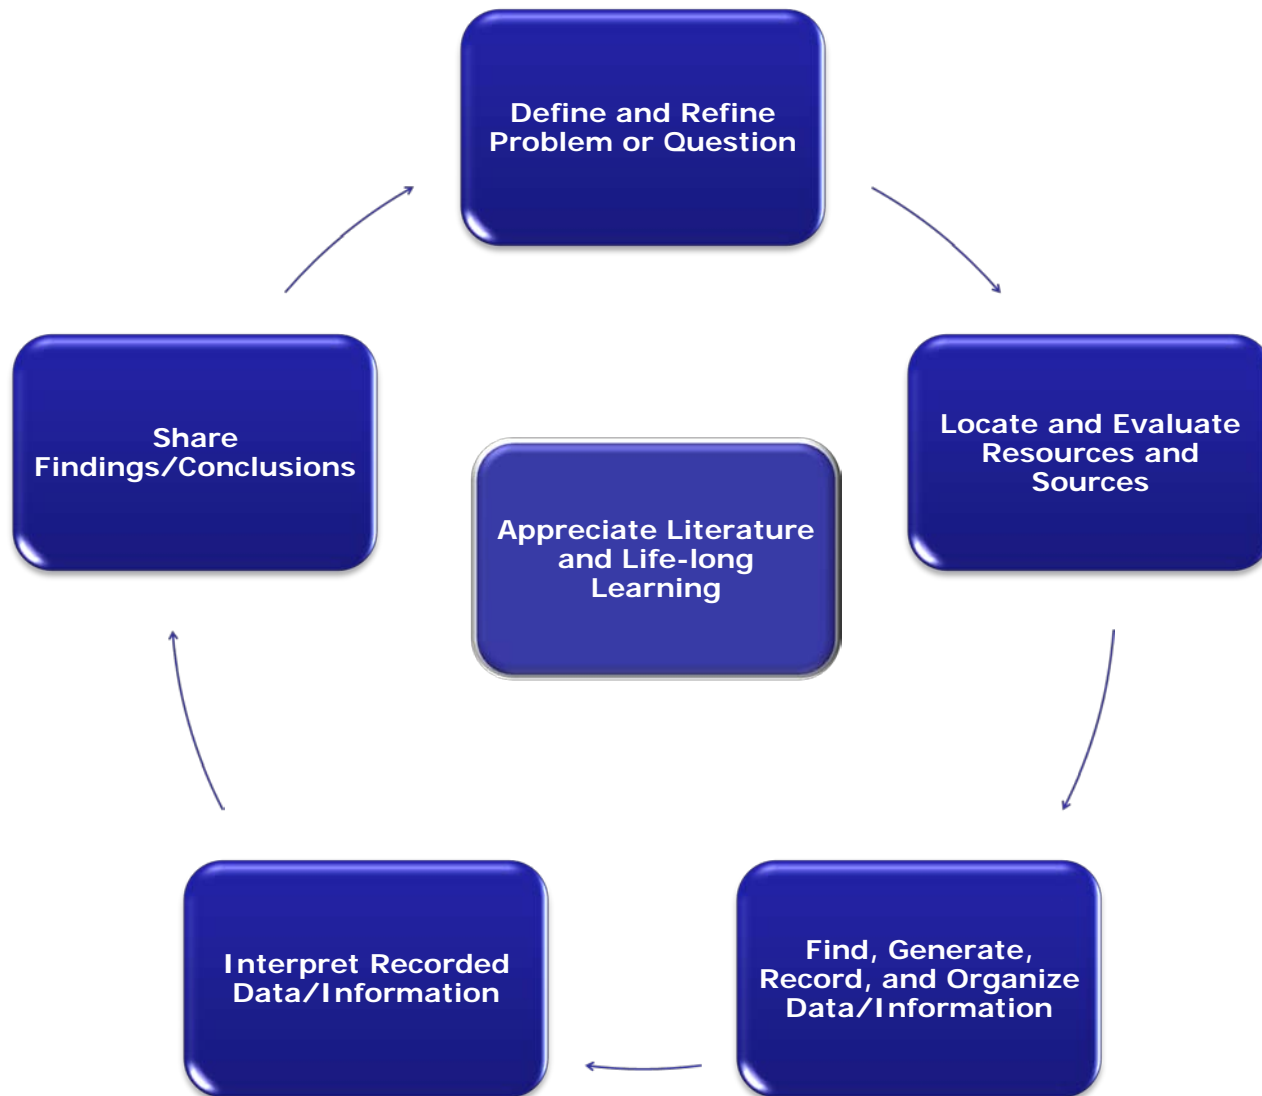 Define and Refine
Problem or Question
Locate and Evaluate
Resources and
Sources
Find, Generate,
Record, and Organize
Data/Information
Interpret Recorded
Data/Information
Share
Findings/Conclusions
Appreciate Literature
and Life-long
Learning